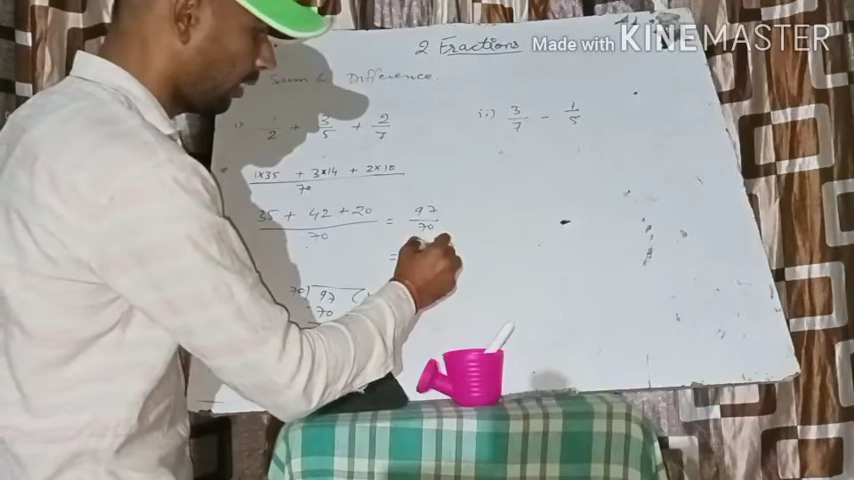 2 Fractions
Made with KINEMASTER
Sum & Difference.
i) 1/2 + 3/5 + 2/7
ii) 3/7 - 1/5
1×35 + 3×14 + 2×10 / 70
35 + 42 + 20 / 70 = 97/70
=
70) 97 (
- 70